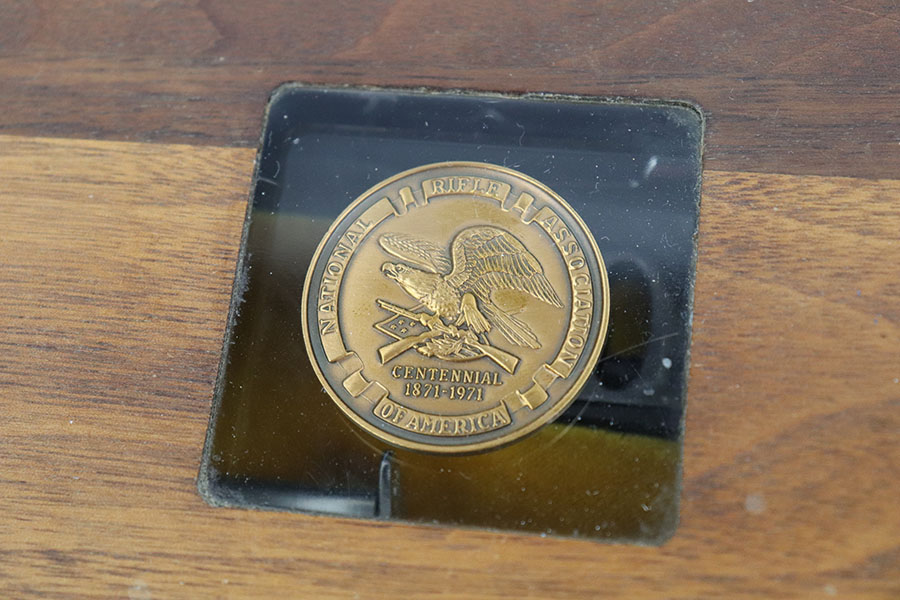 NATIONAL RIFLE ASSOCIATION
CENTENNIAL
1871-1971
OF AMERICA